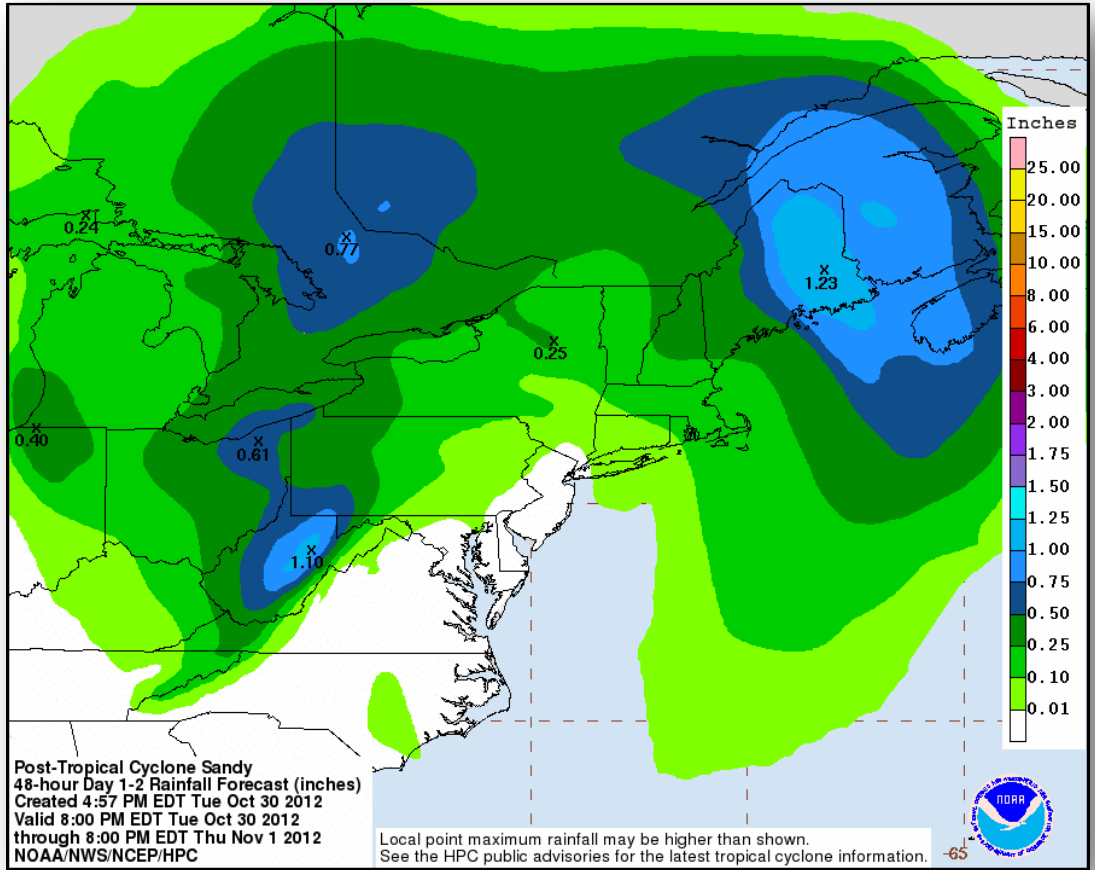 Inches
25.00
20.00
15.00
10.00
8.00
6.00
4.00
3.00
2.00
1.75
1.50
1.25
1.00
0.75
0.50
0.25
0.10
0.01
0.24
0.77
1.23
0.25
0.40
0.61
1.10
Post-Tropical Cyclone Sandy
48-hour Day 1-2 Rainfall Forecast (inches)
Created 4:57 PM EDT Tue Oct 30 2012
Valid 8:00 PM EDT Tue Oct 30 2012
through 8:00 PM EDT Thu Nov 1 2012
NOAA/NWS/NCEP/HPC
Local point maximum rainfall may be higher than shown.
See the HPC public advisories for the latest tropical cyclone information.
-65
NOAA